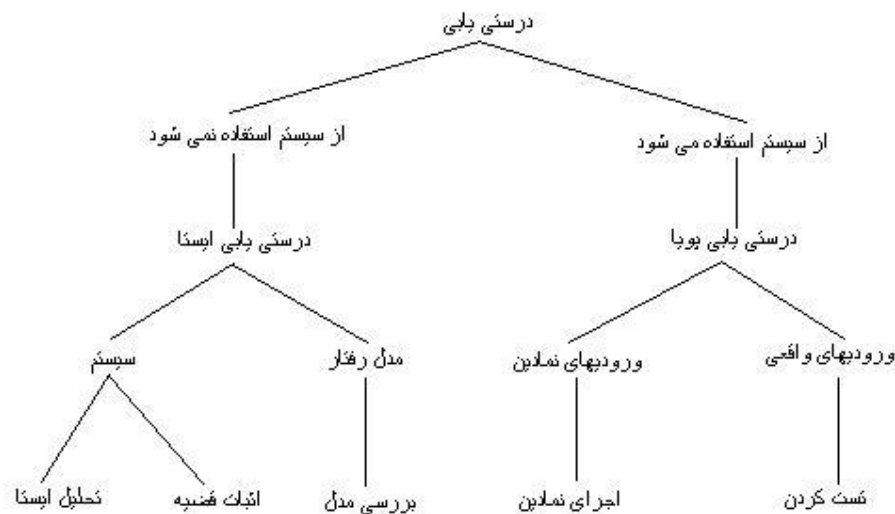 درستی یابی
از سیستم استفاده می شود
از سیستم استفاده نمی شود
درستی یابی پویا
درستی یابی ایستا
ورودیهای واقعی
ورودیهای نمادین
مدل رفتار
سیستم
تست کردن
اجرای نمادین
بررسی مدل
اثبات قضیه
تحلیل ایستا